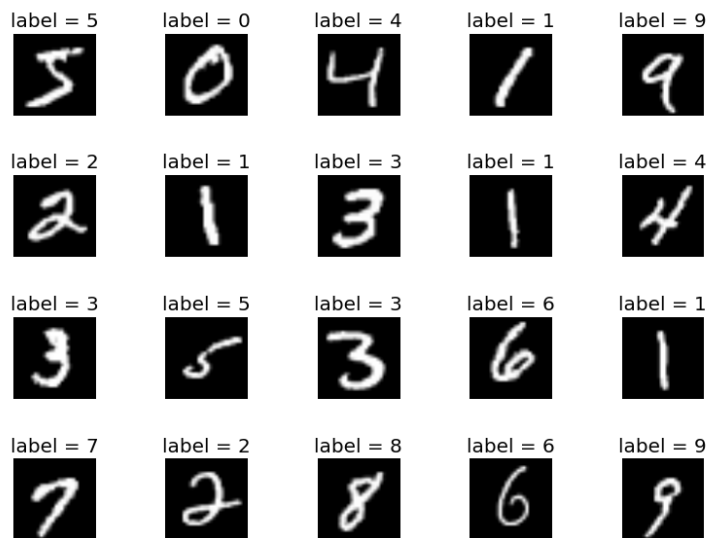 label = 5 label = 0 label = 4 label = 1 label = 9
5 0 4 1 9
label = 2 label = 1 label = 3 label = 1 label = 4
2 1 3 1 4
label = 3 label = 5 label = 3 label = 6 label = 1
3 5 3 6 1
label = 7 label = 2 label = 8 label = 6 label = 9
7 2 8 6 9